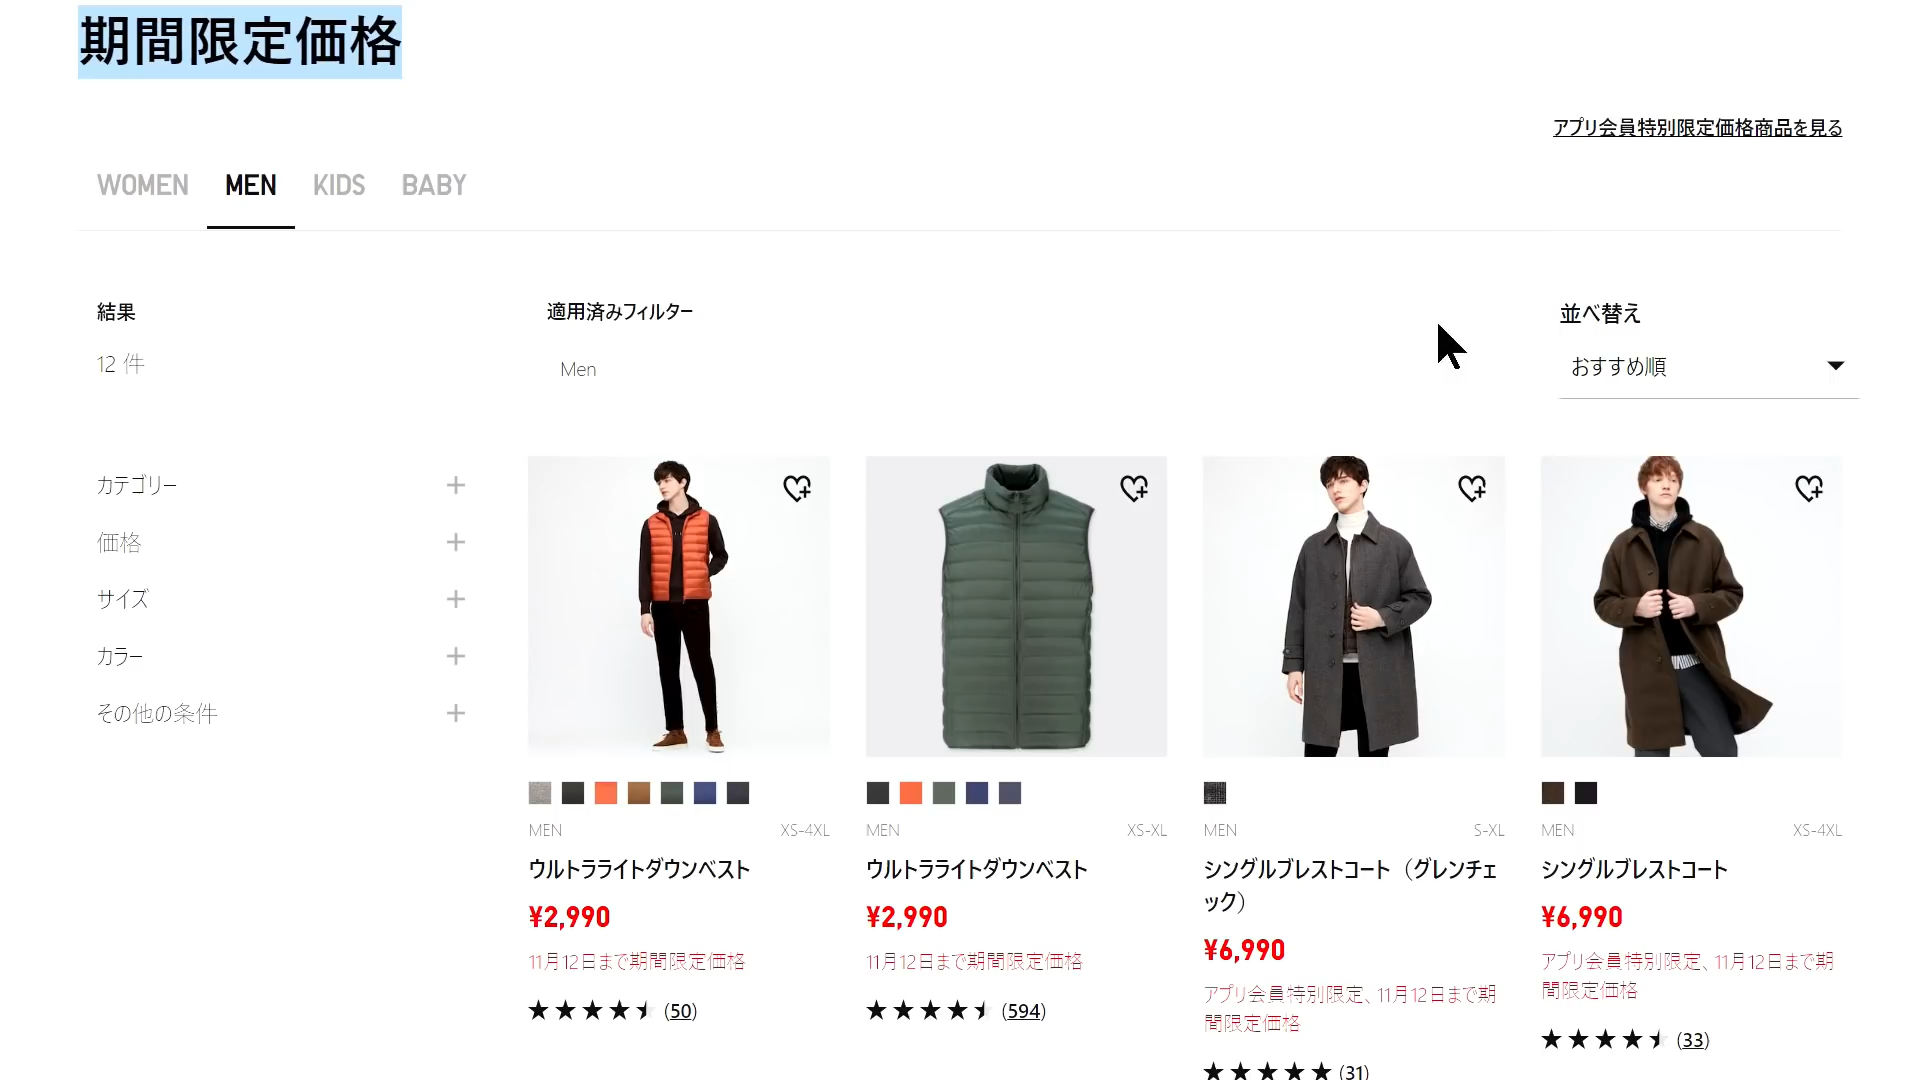 期間限定価格
アプリ会員特別限定価格商品を見る
WOMEN MEN KIDS BABY
結果
12 件
適用済みフィルター
Men
並べ替え
おすすめ順
カテゴリー
価格
サイズ
カラー
その他の条件
MEN XS-4XL
ウルトラライトダウンベスト
¥2,990
11月12日まで期間限定価格
(50)
MEN XS-XL
ウルトラライトダウンベスト
¥2,990
11月12日まで期間限定価格
(594)
MEN S-XL
シングルブレストコート（グレンチェ
ック）
¥6,990
アプリ会員特別限定、11月12日まで期
間限定価格
(31)
MEN XS-4XL
シングルブレストコート
¥6,990
アプリ会員特別限定、11月12日まで期
間限定価格
(33)